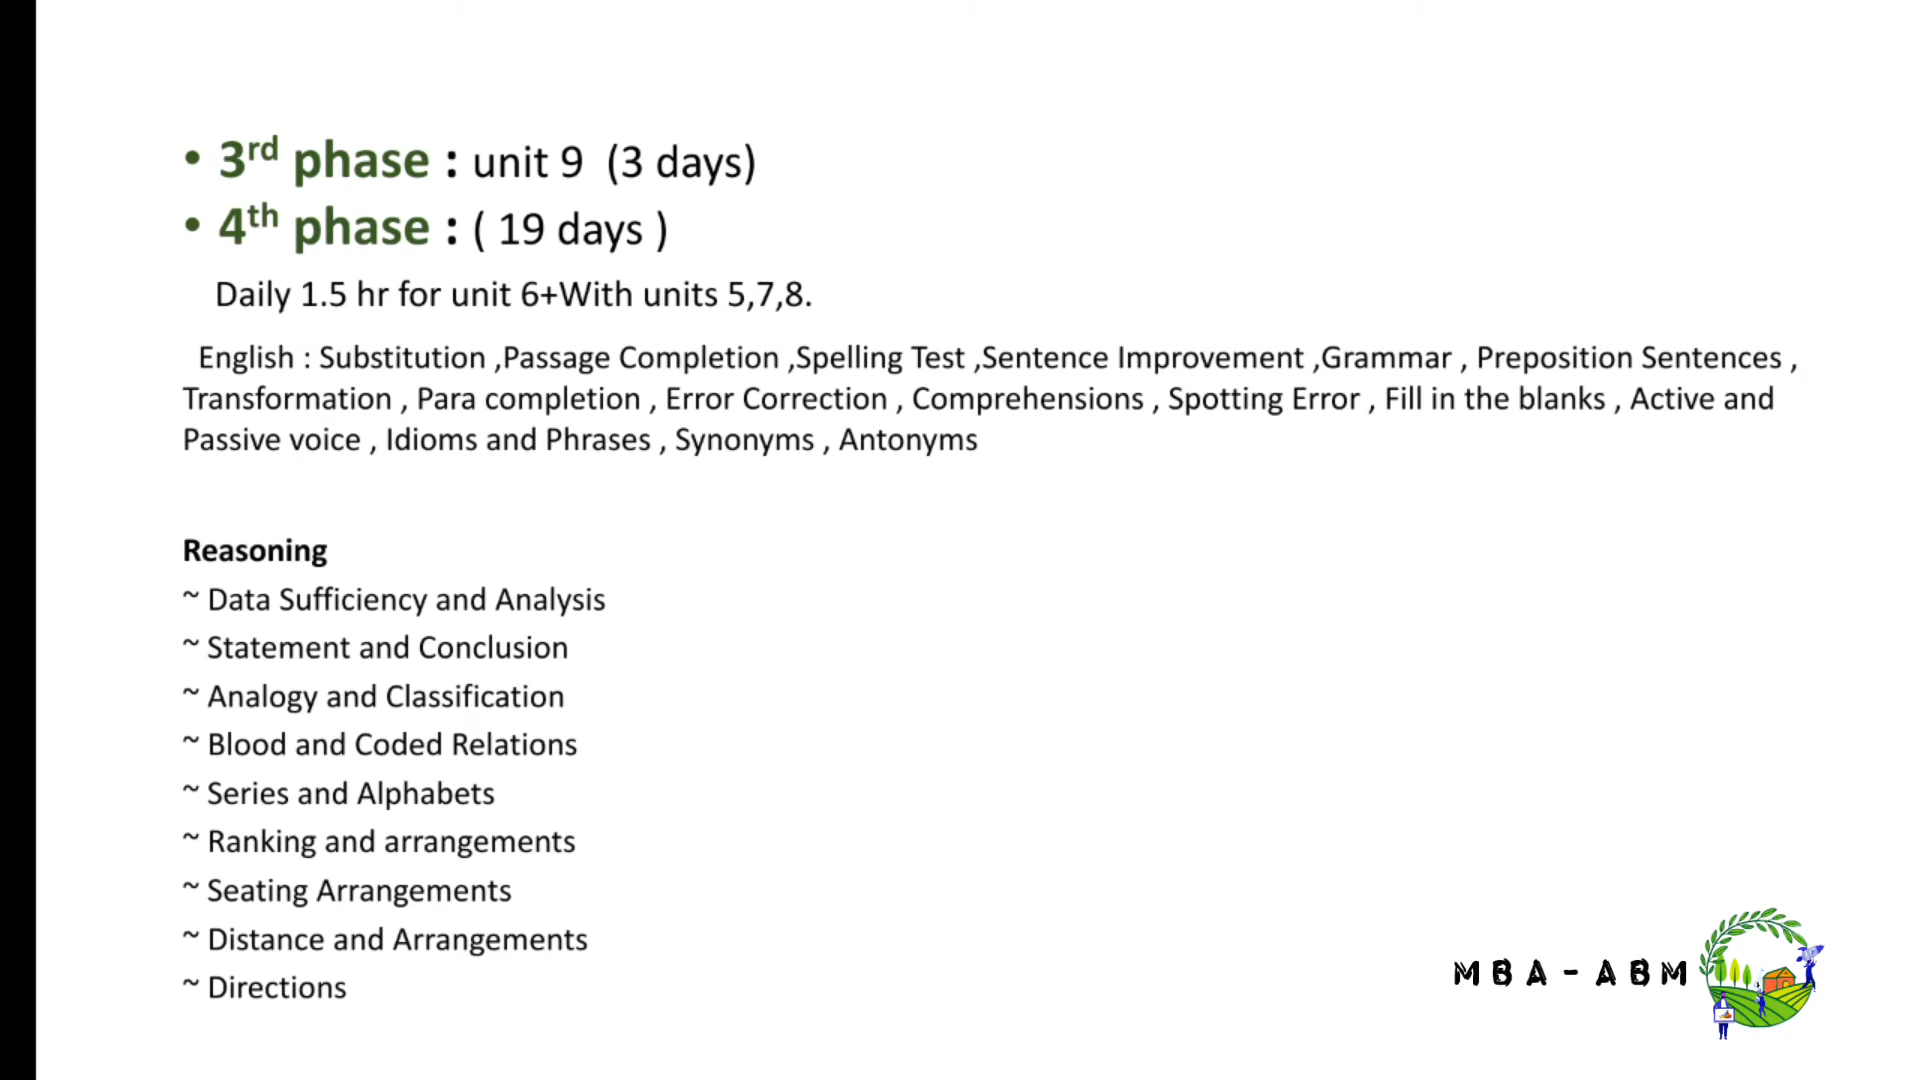 • 3rd phase : unit 9 (3 days)
• 4th phase : ( 19 days )
Daily 1.5 hr for unit 6+With units 5,7,8.
English : Substitution ,Passage Completion ,Spelling Test ,Sentence Improvement ,Grammar , Preposition Sentences ,
Transformation , Para completion , Error Correction , Comprehensions , Spotting Error , Fill in the blanks , Active and
Passive voice , Idioms and Phrases , Synonyms , Antonyms
Reasoning
~ Data Sufficiency and Analysis
~ Statement and Conclusion
~ Analogy and Classification
~ Blood and Coded Relations
~ Series and Alphabets
~ Ranking and arrangements
~ Seating Arrangements
~ Distance and Arrangements
~ Directions
MBA-ABM